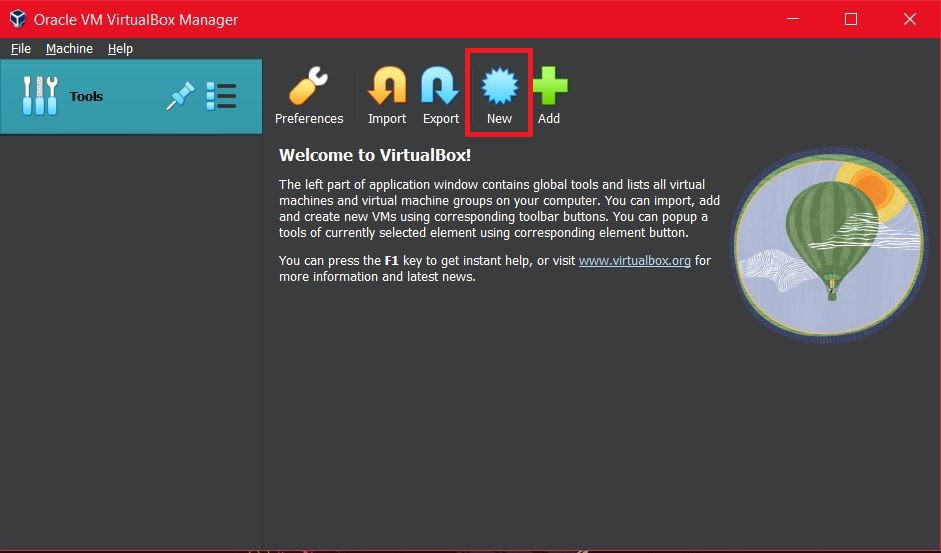 Oracle VM VirtualBox Manager
File Machine Help
Tools
Preferences Import Export New Add
Welcome to VirtualBox!
The left part of application window contains global tools and lists all virtual
machines and virtual machine groups on your computer. You can import, add
and create new VMs using corresponding toolbar buttons. You can popup a
tools of currently selected element using corresponding element button.
You can press the F1 key to get instant help, or visit www.virtualbox.org for
more information and latest news.